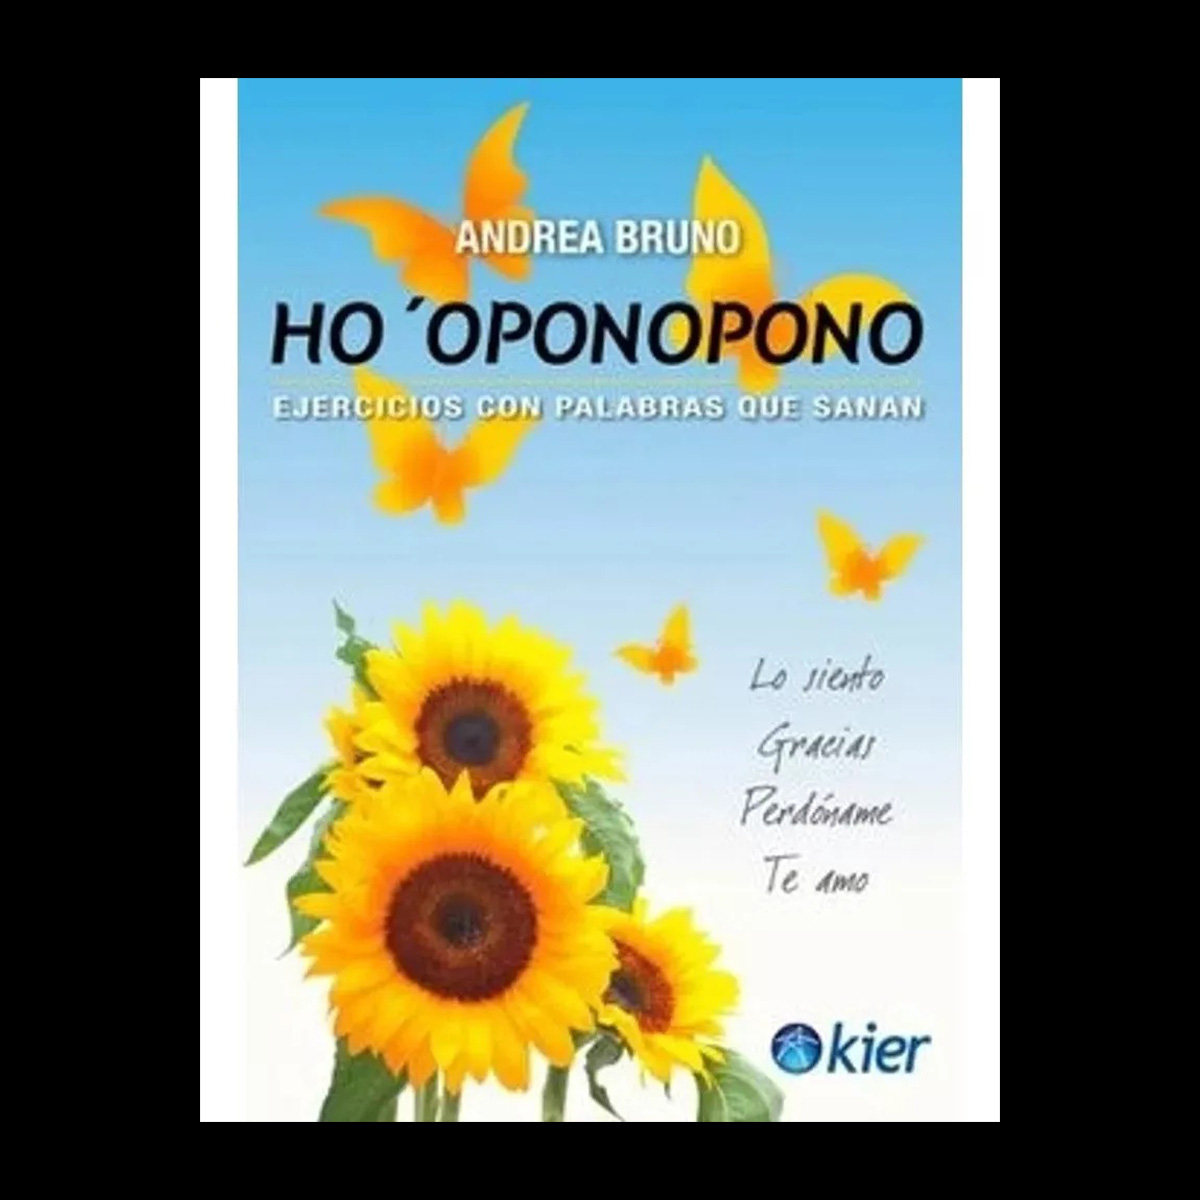 ANDREA BRUNO
HO ´OPONOPONO
EJERCICIOS CON PALABRAS QUE SANAN
Lo siento
Gracias
Perdóname
Te amo
kier